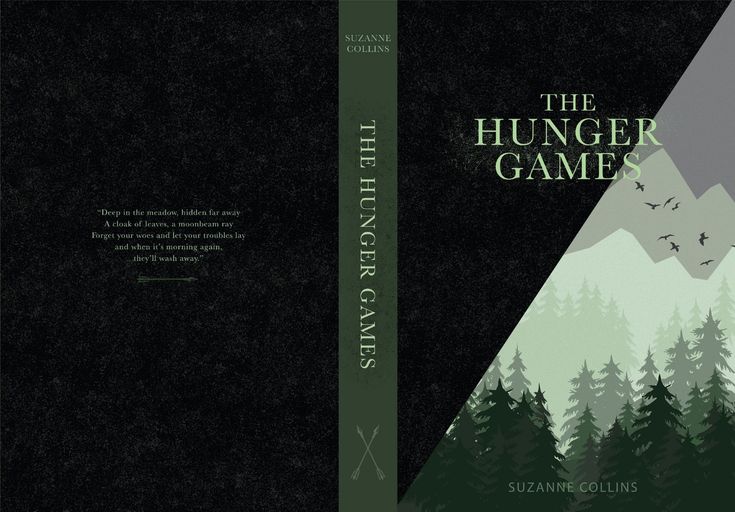 "Deep in the meadow, hidden far away
A cloak of leaves, a moonbeam ray
Forget your woes and let your troubles lay
and when it's morning again,
they'll wash away."
SUZANNE
COLLINS
THE HUNGER GAMES
THE
HUNGER
GAMES
SUZANNE COLLINS